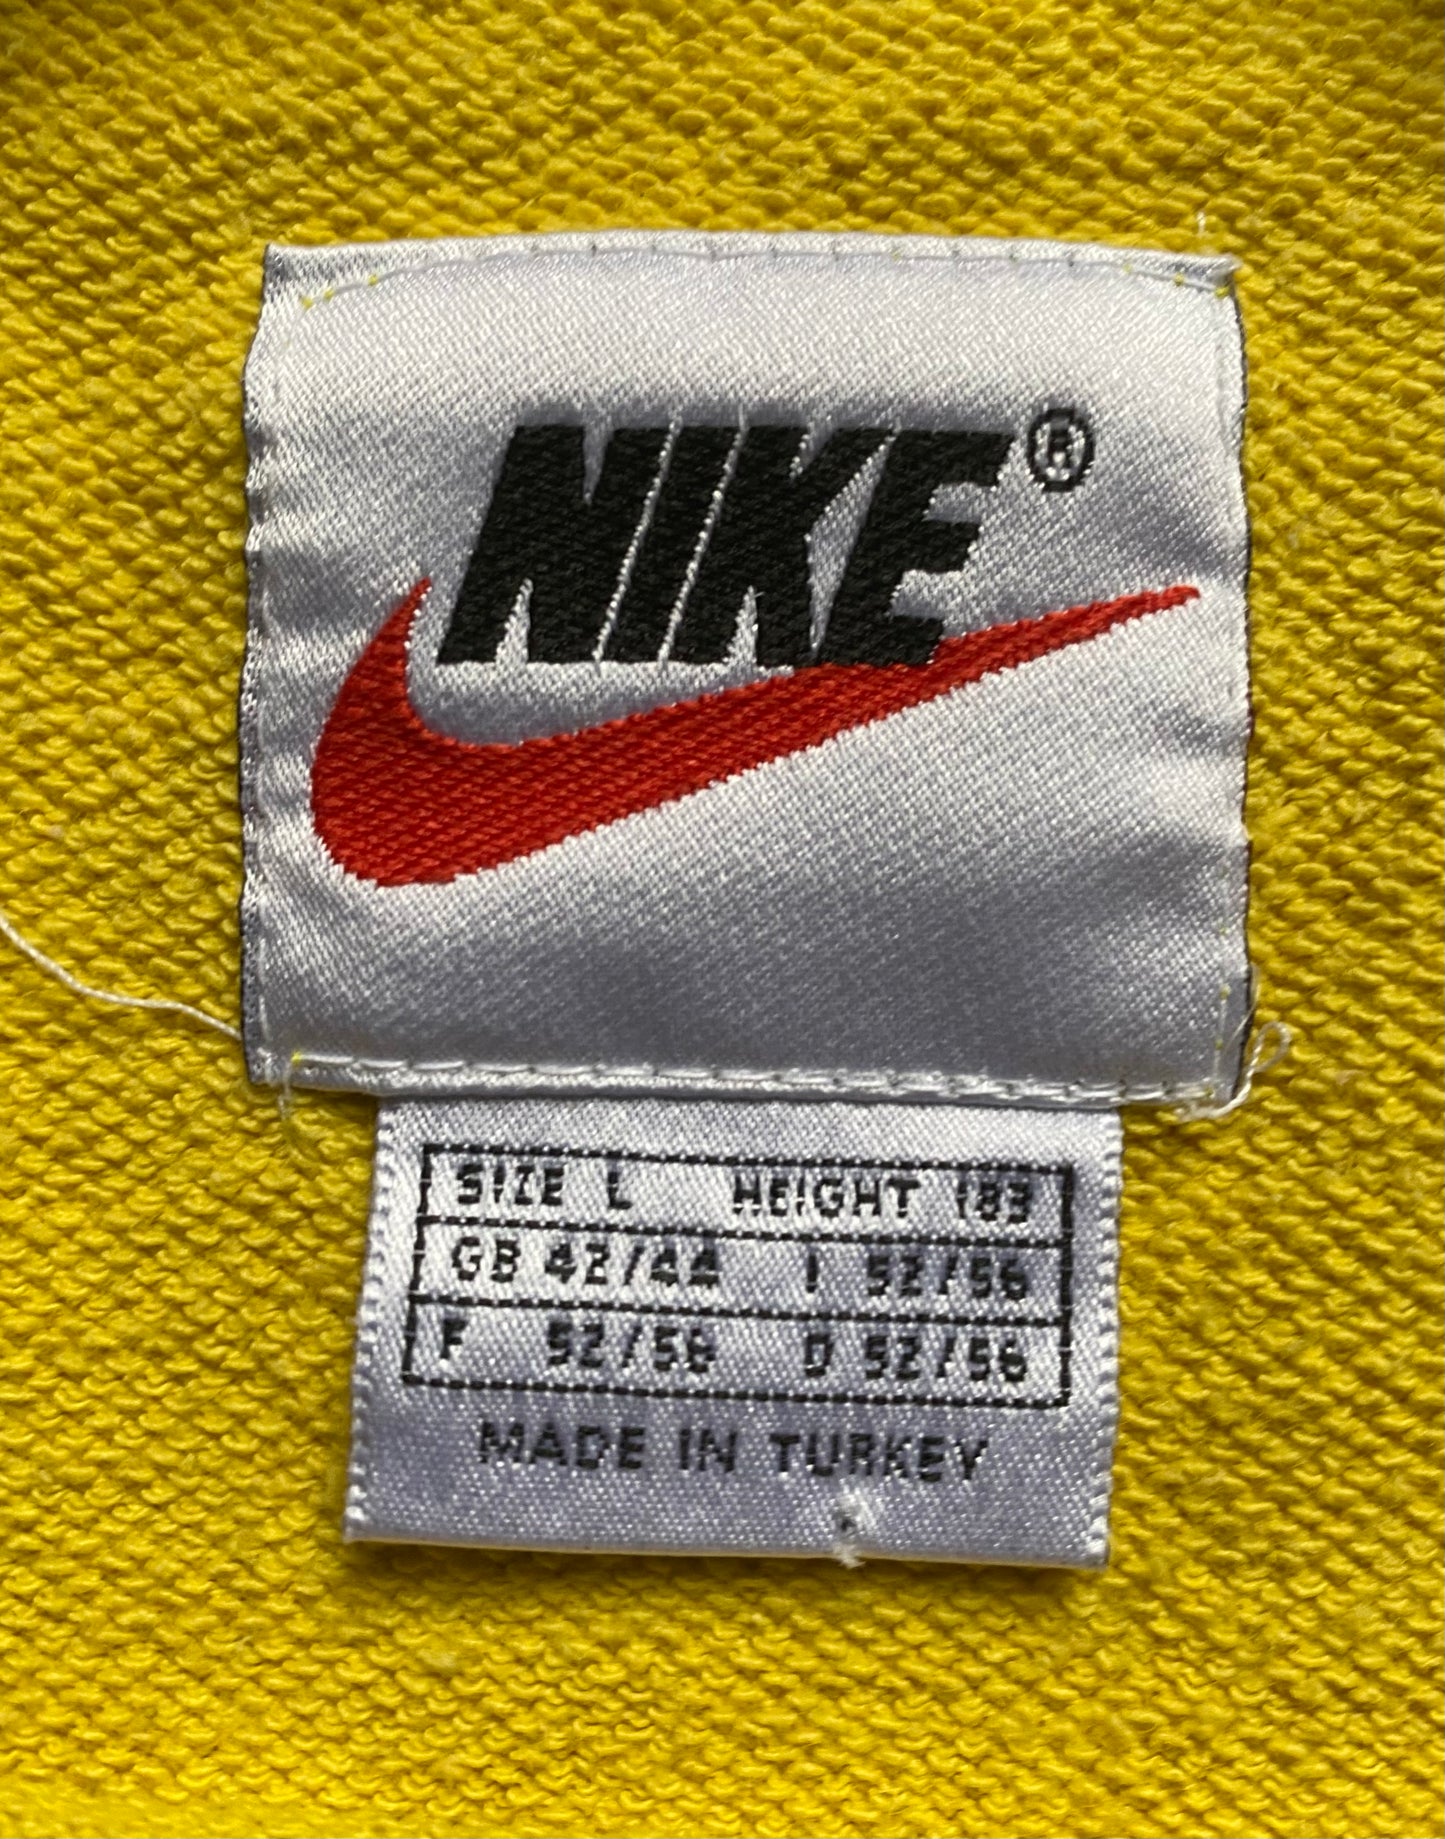 NIKE®
SIZE L HEIGHT 183
GB 42/44 I 52/56
F 52/56 D 52/56
MADE IN TURKEY